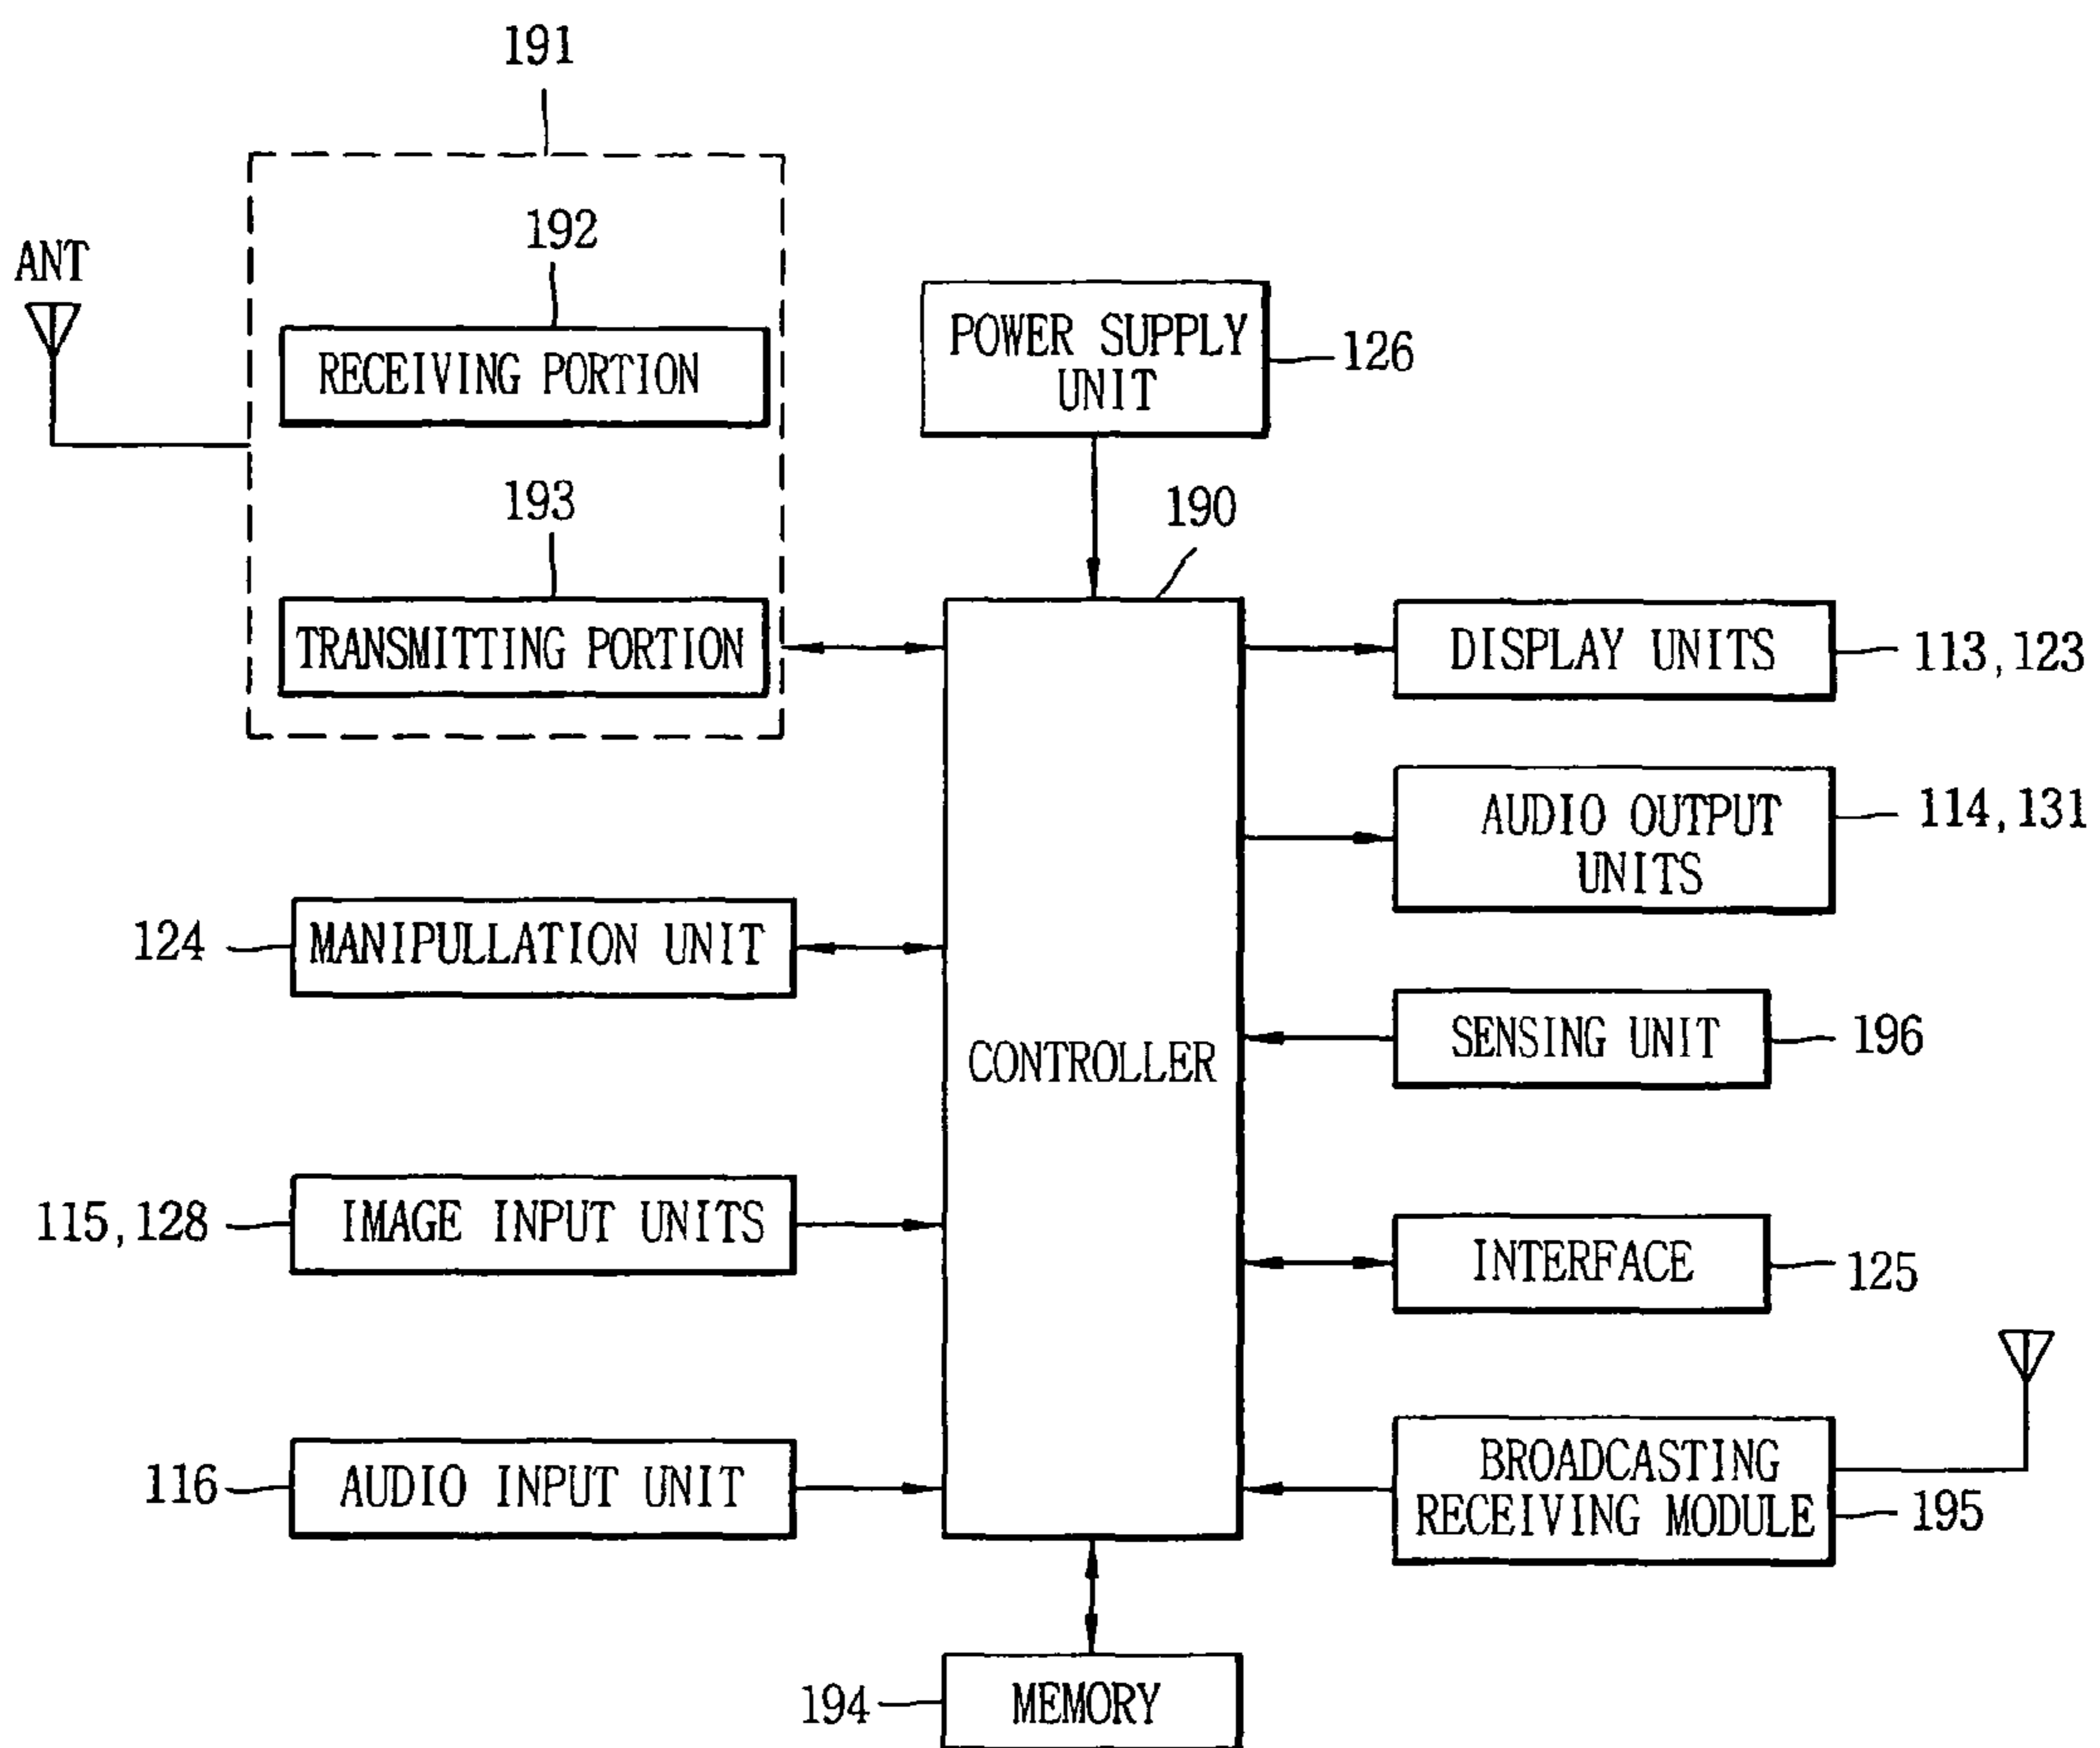 191
192
ANT
RECEIVING PORTION
POWER SUPPLY
UNIT
126
193
190
TRANSMITTING PORTION
DISPLAY UNITS
113,123
AUDIO OUTPUT
UNITS
114,131
124
MANIPULLATION UNIT
CONTROLLER
SENSING UNIT
196
115,128
IMAGE INPUT UNITS
INTERFACE
125
116
AUDIO INPUT UNIT
BROADCASTING
RECEIVING MODULE
195
194
MEMORY